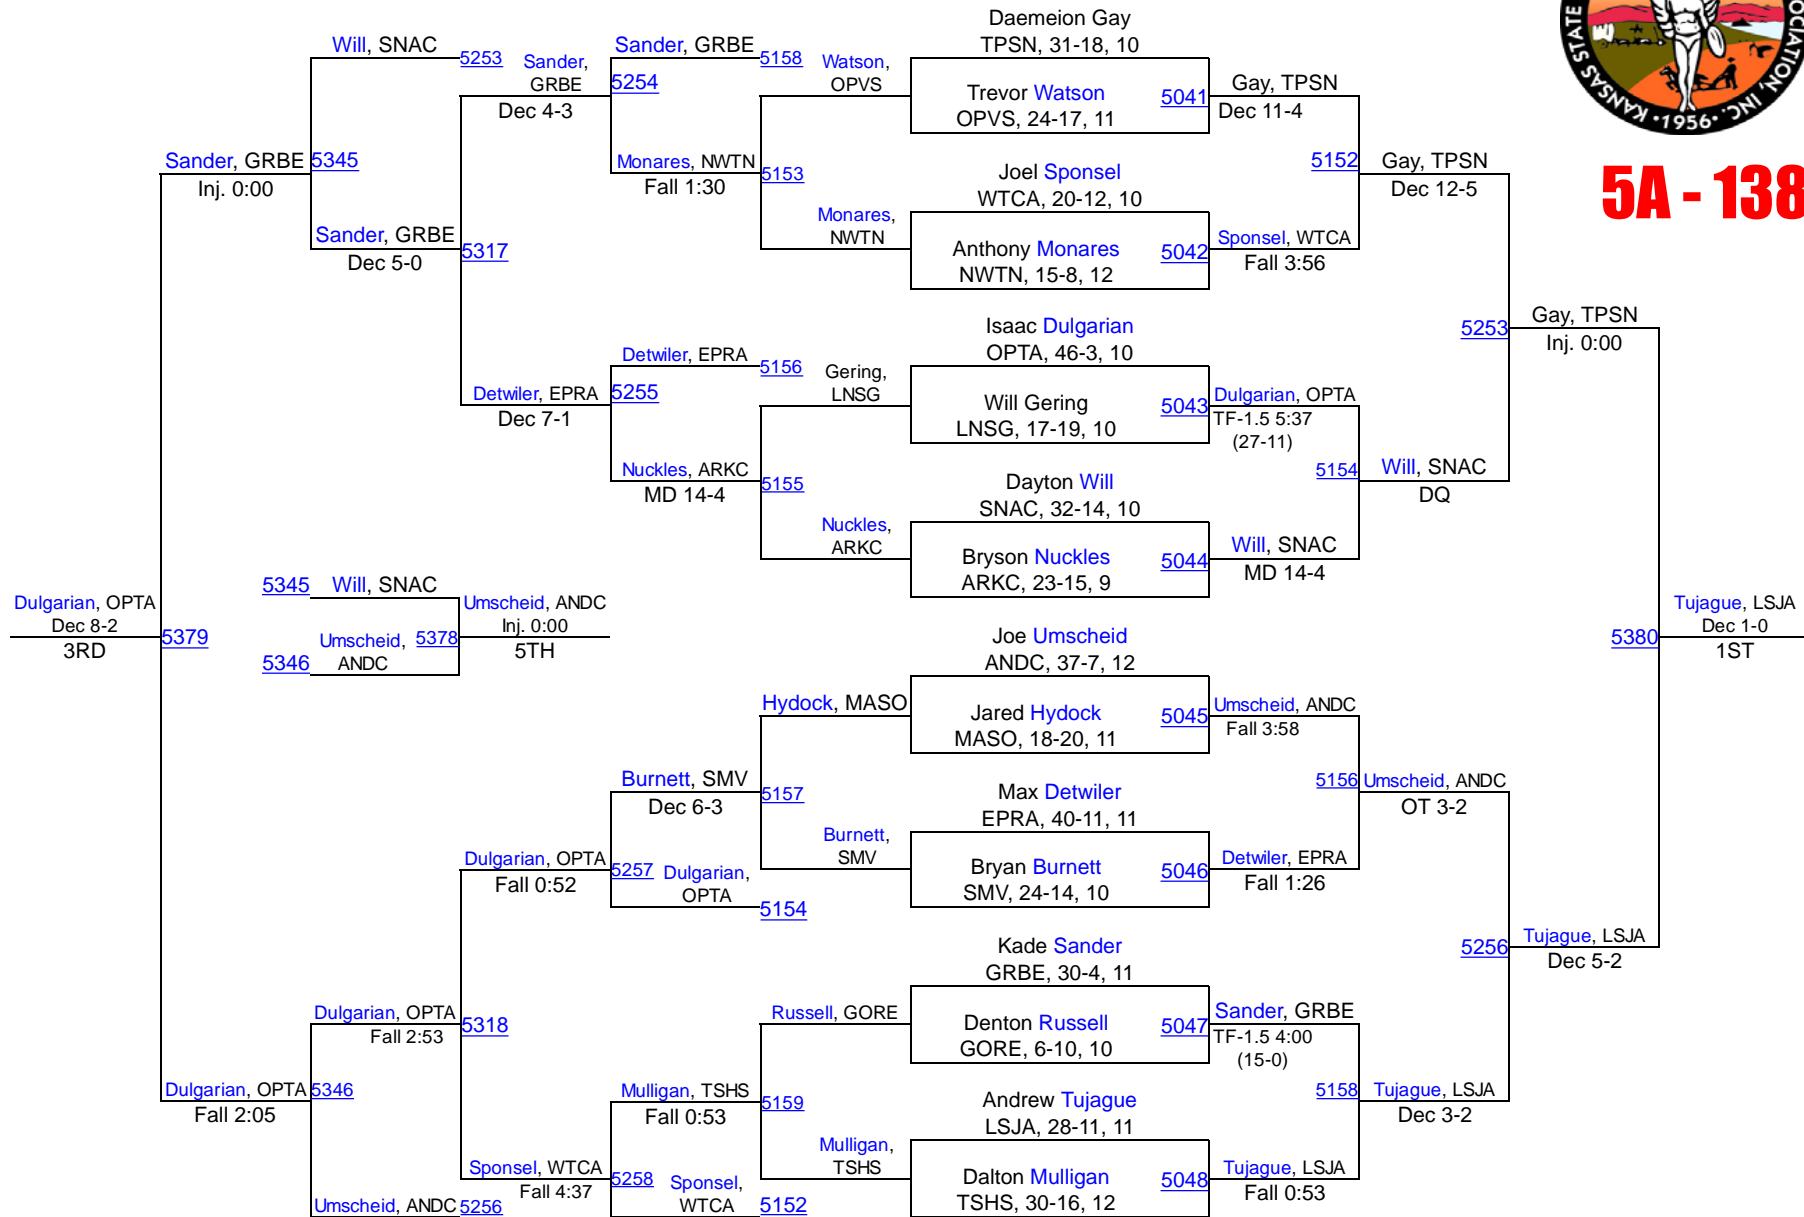 Daemeion Gay
TPSN, 31-18, 10
Trevor Watson
OPVS, 24-17, 11
5041
Joel Sponsel
WTCA, 20-12, 10
Anthony Monares
NWTN, 15-8, 12
5042
Isaac Dulgarian
OPTA, 46-3, 10
Will Gering
LNSG, 17-19, 10
5043
Dayton Will
SNAC, 32-14, 10
Bryson Nuckles
ARKC, 23-15, 9
5044
Joe Umscheid
ANDC, 37-7, 12
Jared Hydock
MASO, 18-20, 11
5045
Max Detwiler
EPRA, 40-11, 11
Bryan Burnett
SMV, 24-14, 10
5046
Kade Sander
GRBE, 30-4, 11
Denton Russell
GORE, 6-10, 10
5047
Andrew Tujague
LSJA, 28-11, 11
Dalton Mulligan
TSHS, 30-16, 12
5048
Gay, TPSN
Dec 11-4
5152
Sponsel, WTCA
Fall 3:56
Dulgarian, OPTA
TF-1.5 5:37
(27-11)
5154
Will, SNAC
MD 14-4
Umscheid, ANDC
Fall 3:58
5156
Detwiler, EPRA
Fall 1:26
Sander, GRBE
TF-1.5 4:00
(15-0)
5158
Tujague, LSJA
Fall 0:53
Gay, TPSN
Dec 12-5
5253
Will, SNAC
DQ
Umscheid, ANDC
OT 3-2
5256
Tujague, LSJA
Dec 3-2
Gay, TPSN
Inj. 0:00
5380
Tujague, LSJA
Dec 5-2
Tujague, LSJA
Dec 1-0
1ST
KANSAS STATE
OCIATION, INC.
•1956•
5A - 138
Watson,
OPVS
5153
Monares,
NWTN
Gering,
LNSG
5155
Nuckles,
ARKC
Hydock, MASO
5157
Burnett,
SMV
Russell, GORE
5159
Mulligan,
TSHS
Sander, GRBE
5158
5254
Monares, NWTN
Fall 1:30
Detwiler, EPRA
5156
5255
Nuckles, ARKC
MD 14-4
Burnett, SMV
Dec 6-3
5257
Dulgarian,
OPTA
5154
Mulligan, TSHS
Fall 0:53
5258
Sponsel,
WTCA
5152
Sander,
GRBE
Dec 4-3
5317
Detwiler, EPRA
Dec 7-1
Dulgarian, OPTA
Fall 0:52
5318
Sponsel, WTCA
Fall 4:37
Will, SNAC
5253
5345
Sander, GRBE
Dec 5-0
Dulgarian, OPTA
Fall 2:53
5346
Umscheid, ANDC
5256
Sander, GRBE
Inj. 0:00
5379
Dulgarian, OPTA
Fall 2:05
Dulgarian, OPTA
Dec 8-2
3RD
5345
Will, SNAC
5346
Umscheid,
ANDC
5378
Umscheid, ANDC
Inj. 0:00
5TH